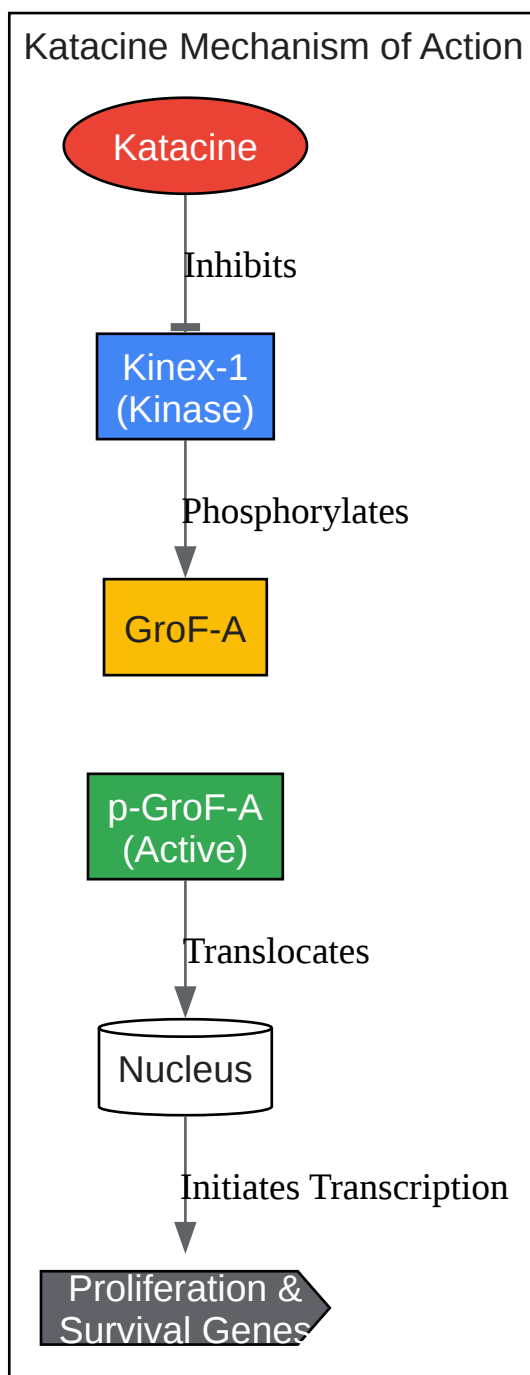 Katacine Mechanism of Action
Katacine
Inhibits
Kinex-1
(Kinase)
Phosphorylates
GroF-A
p-GroF-A
(Active)
Translocates
Nucleus
Initiates Transcription
Proliferation &
Survival Genes